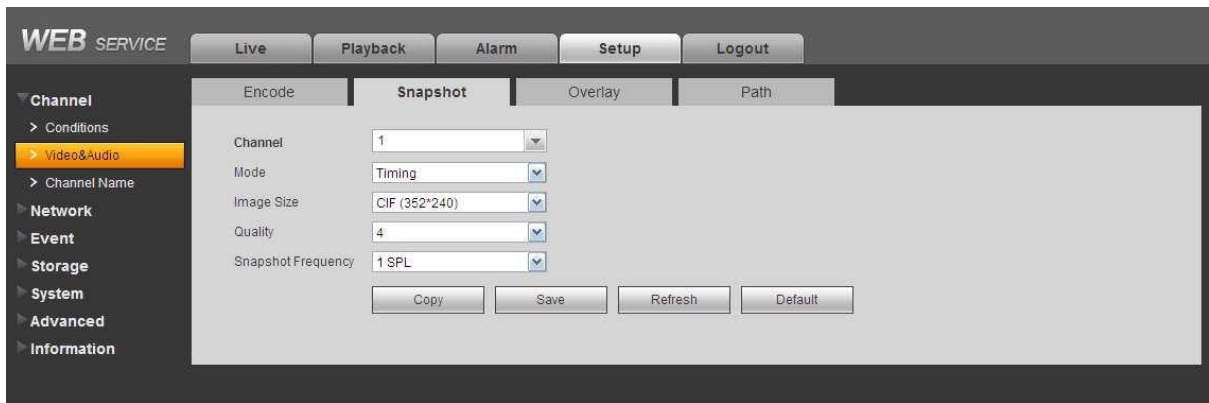 WEB SERVICE
Live Playback Alarm Setup Logout
Encode Snapshot Overlay Path
Channel
> Conditions
> Video&Audio
> Channel Name
Network
Event
Storage
System
Advanced
Information
Channel 1
Mode Timing
Image Size CIF (352*240)
Quality 4
Snapshot Frequency 1 SPL
Copy Save Refresh Default